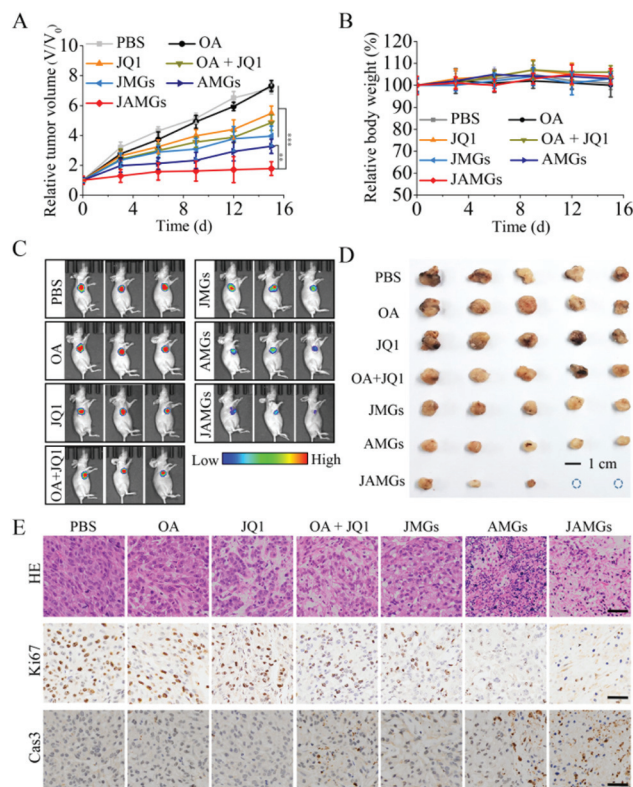 A
Relative tumor volume (V/V0)
10
8
6
4
2
0
PBS
OA
JQ1
OA + JQ1
JMGs
AMGs
JAMGs
***
**
0
4
8
12
16
Time (d)
B
Relative body weight (%)
120
110
100
90
80
70
60
50
PBS
OA
JQ1
OA + JQ1
JMGs
AMGs
JAMGs
0
4
8
12
16
Time (d)
C
PBS
OA
JQ1
OA+JQ1
JMGs
AMGs
JAMGs
Low
High
D
PBS
OA
JQ1
OA+JQ1
JMGs
AMGs
JAMGs
1 cm
E
PBS
OA
JQ1
OA + JQ1
JMGs
AMGs
JAMGs
HE
Ki67
Cas3